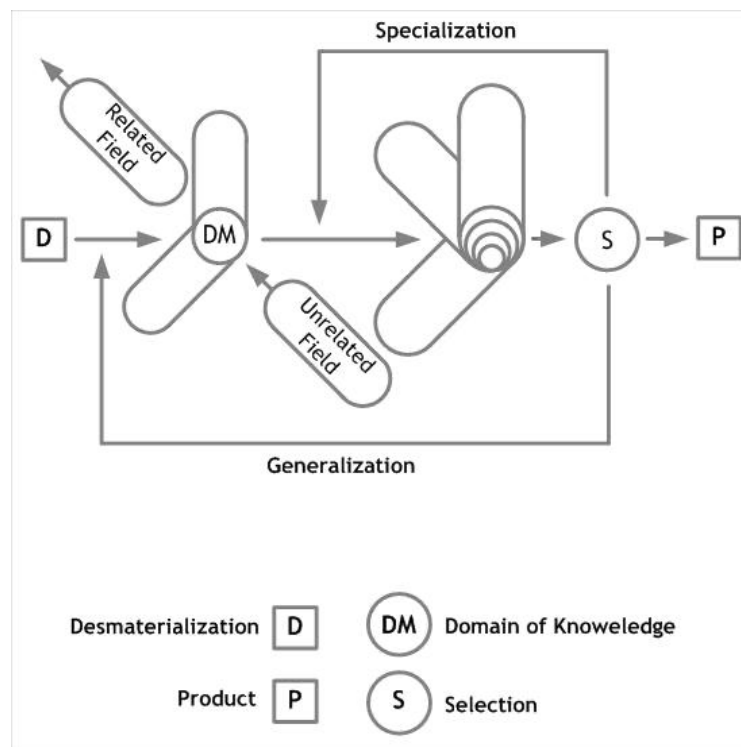 Specialization
Related
Field
D
DM
S
P
Unrelated
Field
Generalization
Desmaterialization
D
DM
Domain of Knoweledge
Product
P
S
Selection